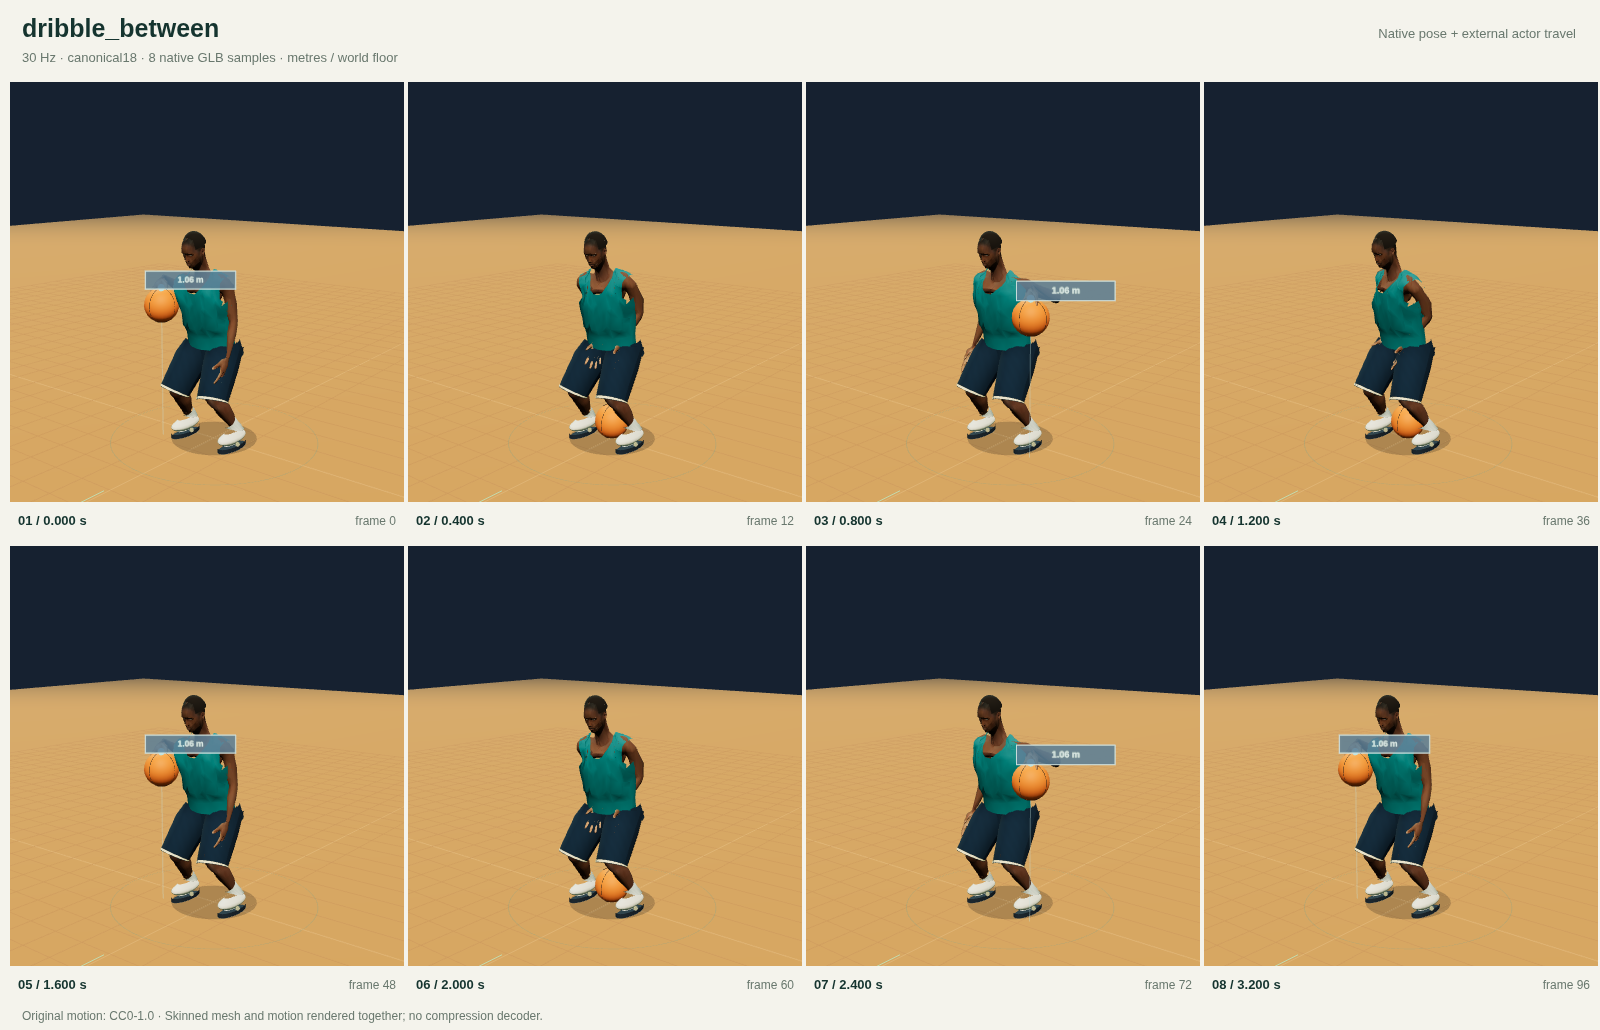 dribble_between
30 Hz · canonical18 · 8 native GLB samples · metres / world floor
Native pose + external actor travel
1.06 m
1.06 m
01 / 0.000 s frame 0
02 / 0.400 s frame 12
03 / 0.800 s frame 24
04 / 1.200 s frame 36
1.06 m
1.06 m
1.06 m
05 / 1.600 s frame 48
06 / 2.000 s frame 60
07 / 2.400 s frame 72
08 / 3.200 s frame 96
Original motion: CC0-1.0 · Skinned mesh and motion rendered together; no compression decoder.